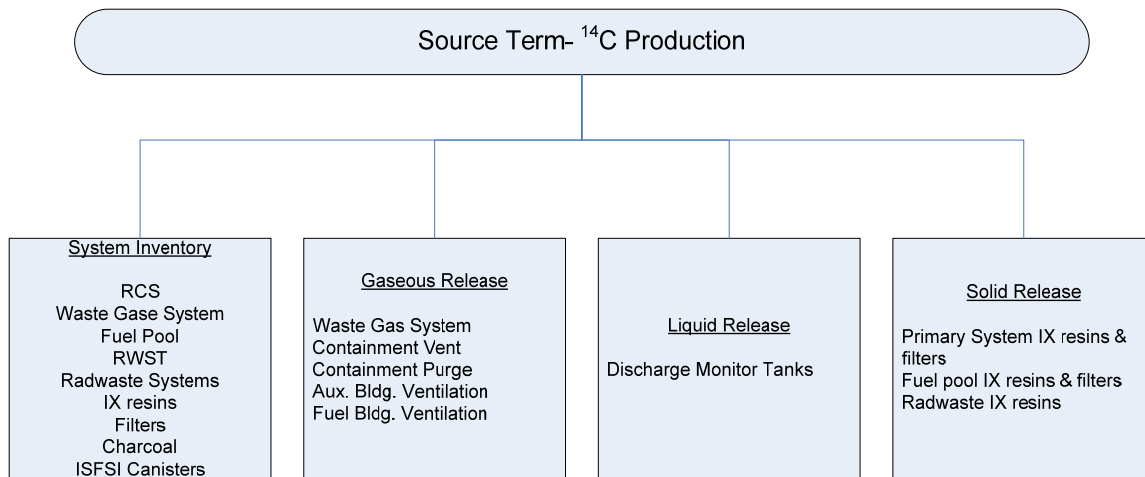 Source Term- ¹⁴C Production
System Inventory
RCS
Waste Gase System
Fuel Pool
RWST
Radwaste Systems
IX resins
Filters
Charcoal
ISFSI Canisters
Gaseous Release
Waste Gas System
Containment Vent
Containment Purge
Aux. Bldg. Ventilation
Fuel Bldg. Ventilation
Liquid Release
Discharge Monitor Tanks
Solid Release
Primary System IX resins &
filters
Fuel pool IX resins & filters
Radwaste IX resins